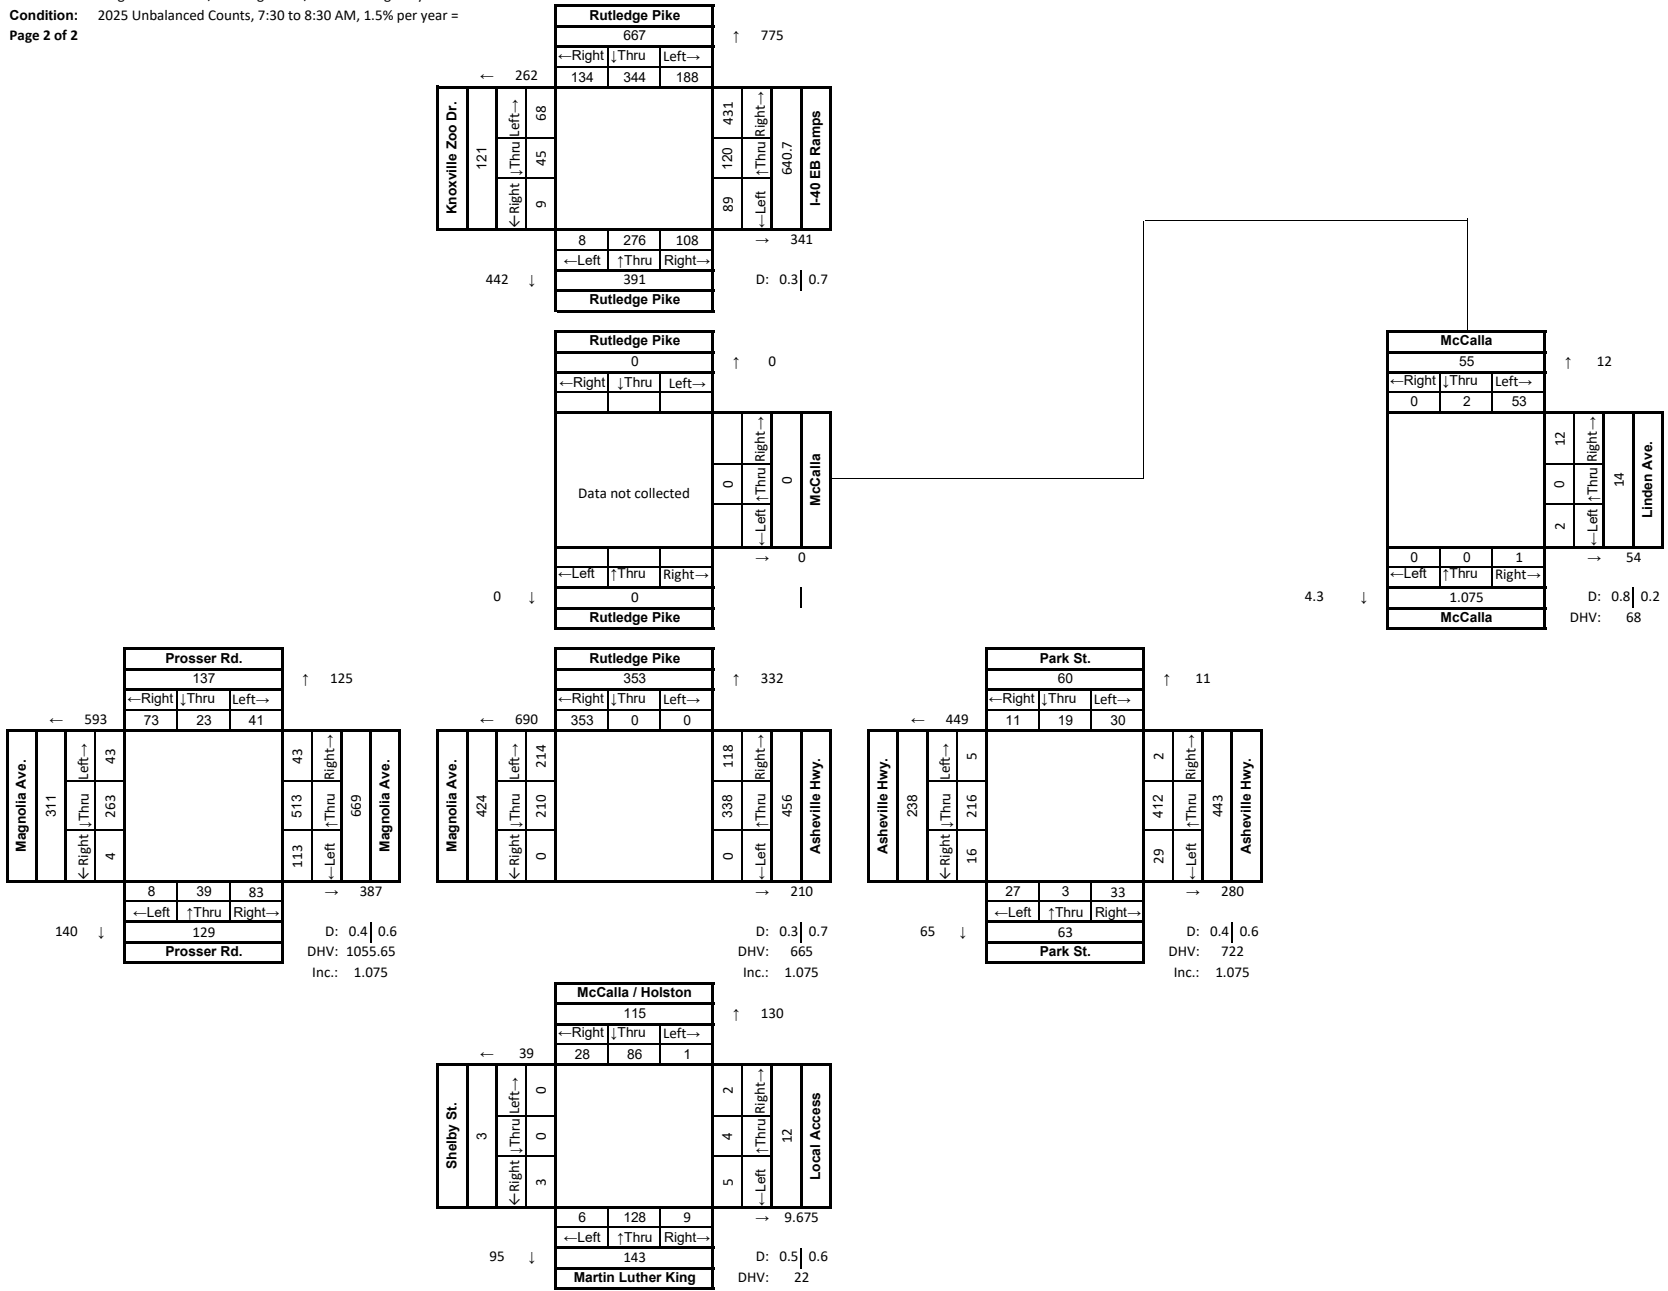 Condition: 2025 Unbalanced Counts, 7:30 to 8:30 AM, 1.5% per year =
Page 2 of 2
Rutledge Pike
667 ↑ 775
←Right ↓Thru Left→
← 262 134 344 188
Knoxville Zoo Dr.
121
←Right ↓Thru Left→
9 45 68
89 120 431
←Left ↑Thru Right→
640.7
I-40 EB Ramps
8 276 108 → 341
←Left ↑Thru Right→
442 ↓ 391 D: 0.3 0.7
Rutledge Pike
Rutledge Pike
0 ↑ 0
←Right ↓Thru Left→
Data not collected
0
←Left ↑Thru Right→
0
McCalla
→ 0
←Left ↑Thru Right→
0 ↓ 0
Rutledge Pike
McCalla
55 ↑ 12
←Right ↓Thru Left→
0 2 53
2 0 12
←Left ↑Thru Right→
14
Linden Ave.
0 0 1 → 54
←Left ↑Thru Right→
4.3 ↓ 1.075 D: 0.8 0.2
McCalla DHV: 68
Prosser Rd.
137 ↑ 125
←Right ↓Thru Left→
← 593 73 23 41
Magnolia Ave.
311
←Right ↓Thru Left→
4 263 43
113 513 43
←Left ↑Thru Right→
669
Magnolia Ave.
8 39 83 → 387
←Left ↑Thru Right→
140 ↓ 129 D: 0.4 0.6
Prosser Rd. DHV: 1055.65
Inc.: 1.075
Rutledge Pike
353 ↑ 332
←Right ↓Thru Left→
← 690 353 0 0
Magnolia Ave.
424
←Right ↓Thru Left→
0 210 214
0 338 118
←Left ↑Thru Right→
456
Asheville Hwy.
→ 210
D: 0.3 0.7
DHV: 665
Inc.: 1.075
Park St.
60 ↑ 11
←Right ↓Thru Left→
← 449 11 19 30
Asheville Hwy.
238
←Right ↓Thru Left→
16 216 5
29 412 2
←Left ↑Thru Right→
443
Asheville Hwy.
27 3 33 → 280
←Left ↑Thru Right→
65 ↓ 63 D: 0.4 0.6
Park St. DHV: 722
Inc.: 1.075
McCalla / Holston
115 ↑ 130
←Right ↓Thru Left→
← 39 28 86 1
Shelby St.
3
←Right ↓Thru Left→
3 0 0
5 4 2
←Left ↑Thru Right→
12
Local Access
6 128 9 → 9.675
←Left ↑Thru Right→
95 ↓ 143 D: 0.5 0.6
Martin Luther King DHV: 22